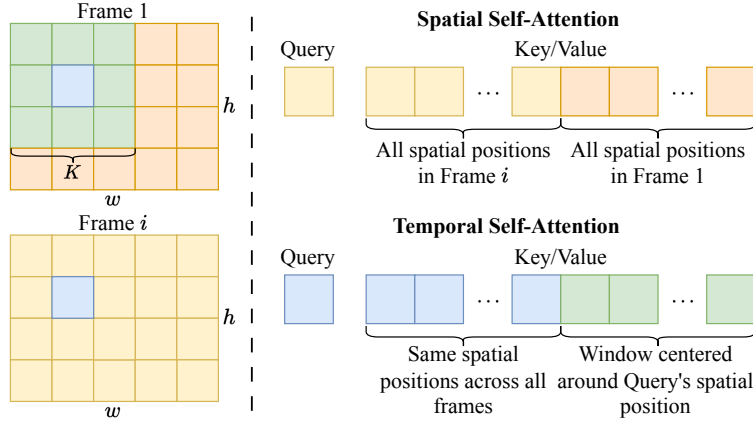 Frame 1
h
K
w
Frame i
h
w
Spatial Self-Attention
Query Key/Value
...
...
All spatial positions in Frame i
All spatial positions in Frame 1
Temporal Self-Attention
Query Key/Value
...
...
Same spatial positions across all frames
Window centered around Query's spatial position